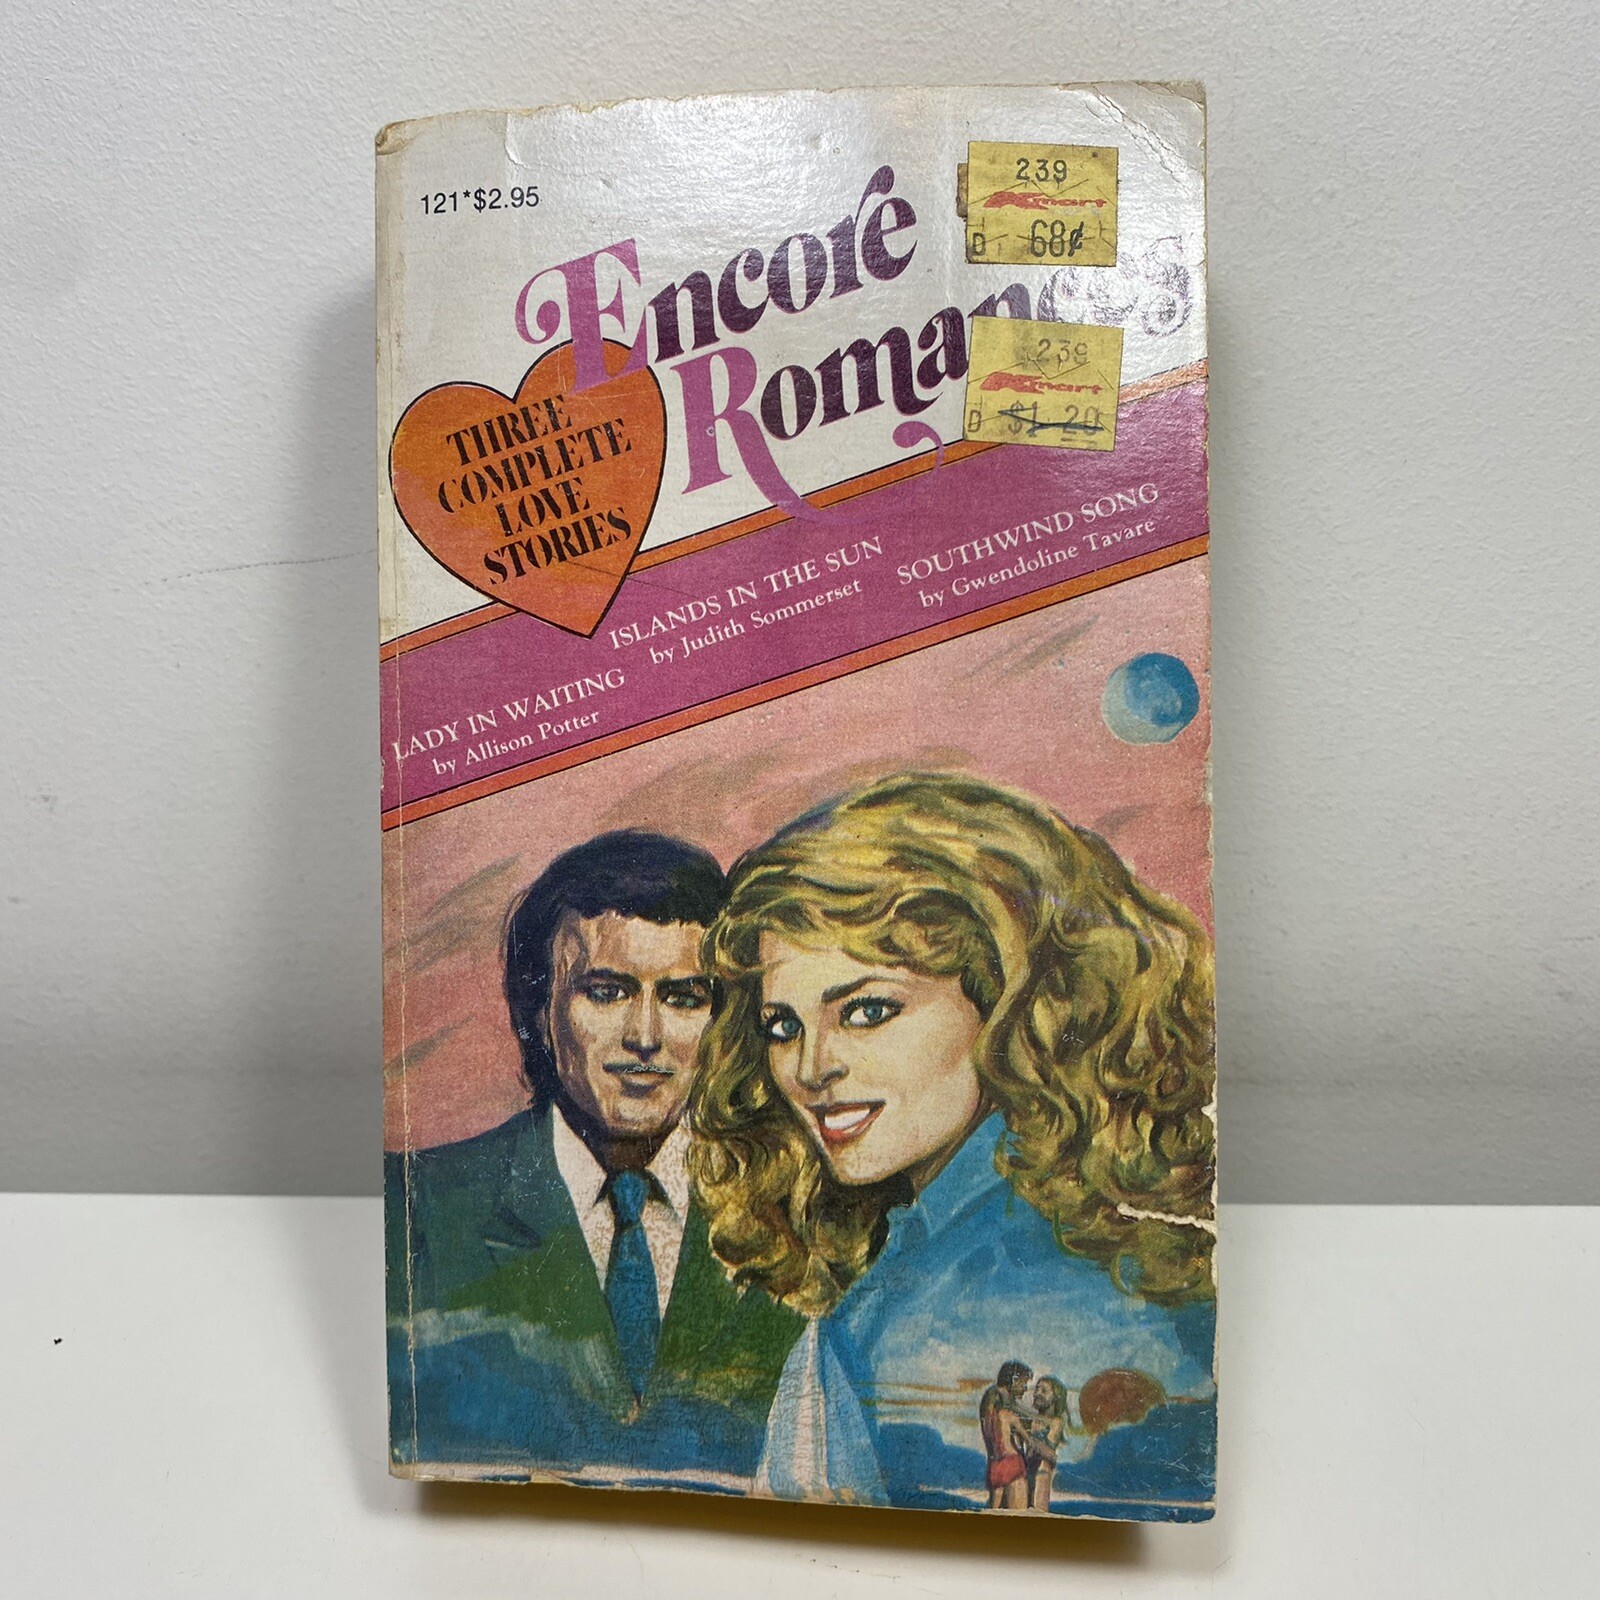 121*$2.95
Encore
Romances
THREE
COMPLETE
LOVE
STORIES
LADY IN WAITING
by Allison Potter
ISLANDS IN THE SUN
by Judith Sommerset
SOUTHWIND SONG
by Gwendoline Tavare
239
Kmart
D 68¢
239
Kmart
D $1 20